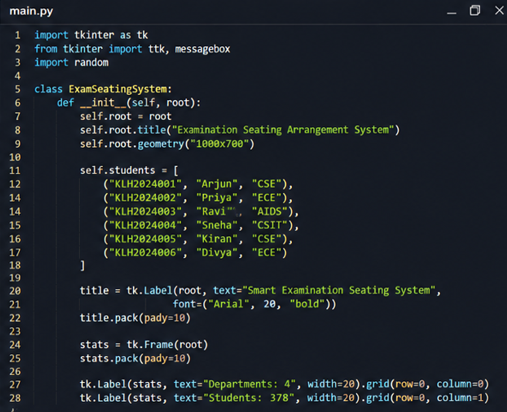 main.py
1 import tkinter as tk
2 from tkinter import ttk, messagebox
3 import random
4
5 class ExamSeatingSystem:
6     def __init__(self, root):
7         self.root = root
8         self.root.title("Examination Seating Arrangement System")
9         self.root.geometry("1000x700")
10
11         self.students = [
12             ("KLH2024001", "Arjun", "CSE"),
14             ("KLH2024002", "Priya", "ECE"),
14             ("KLH2024003", "Ravi", "AIDS"),
15             ("KLH2024004", "Sneha", "CSIT"),
16             ("KLH2024005", "Kiran", "CSE"),
17             ("KLH2024006", "Divya", "ECE")
18         ]
19
20         title = tk.Label(root, text="Smart Examination Seating System",
21                          font=("Arial", 20, "bold"))
22         title.pack(pady=10)
23
24         stats = tk.Frame(root)
25         stats.pack(pady=10)
26
27         tk.Label(stats, text="Departments: 4", width=20).grid(row=0, column=0)
28         tk.Label(stats, text="Students: 378", width=20).grid(row=0, column=1)